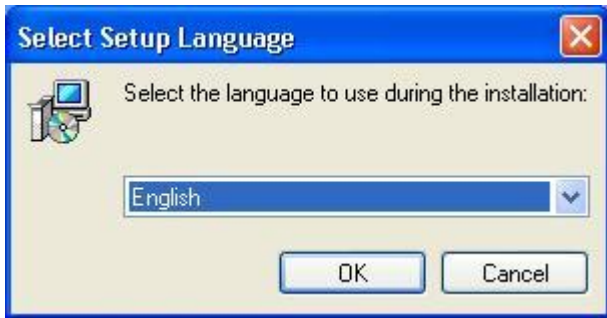 Select Setup Language
Select the language to use during the installation:
English
OK
Cancel